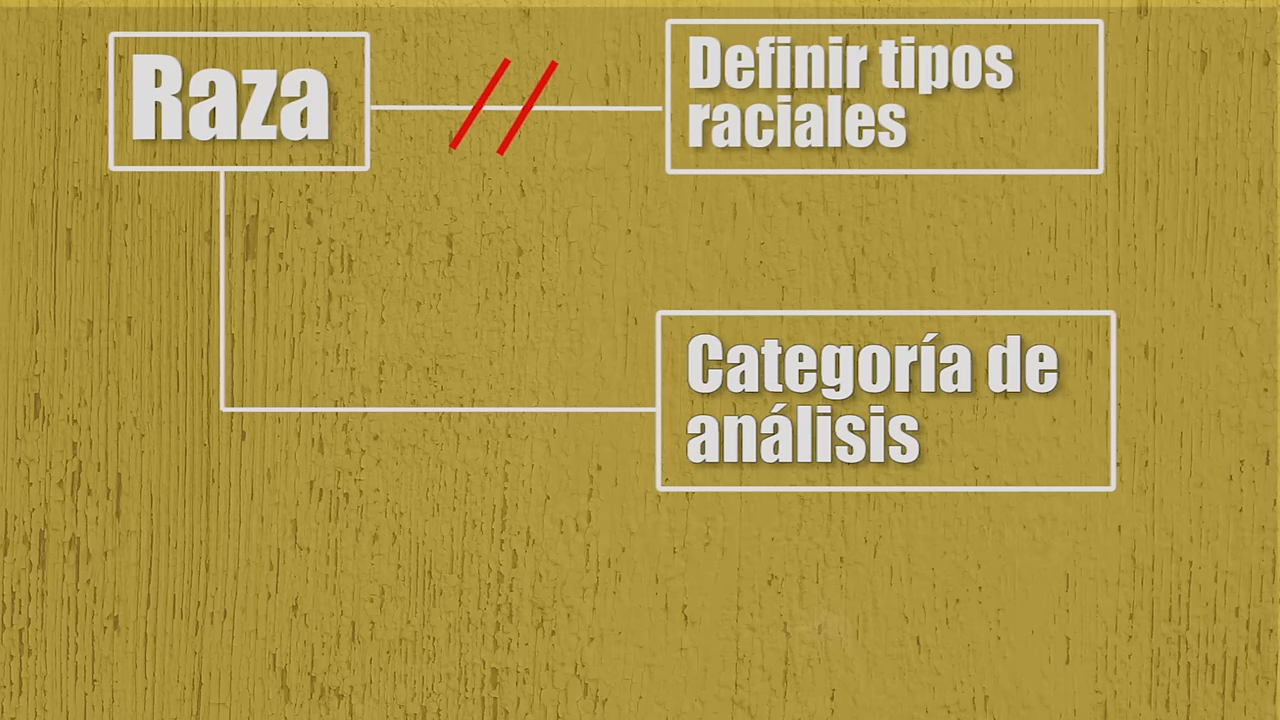 Raza
Definir tipos
raciales
Categoría de
análisis